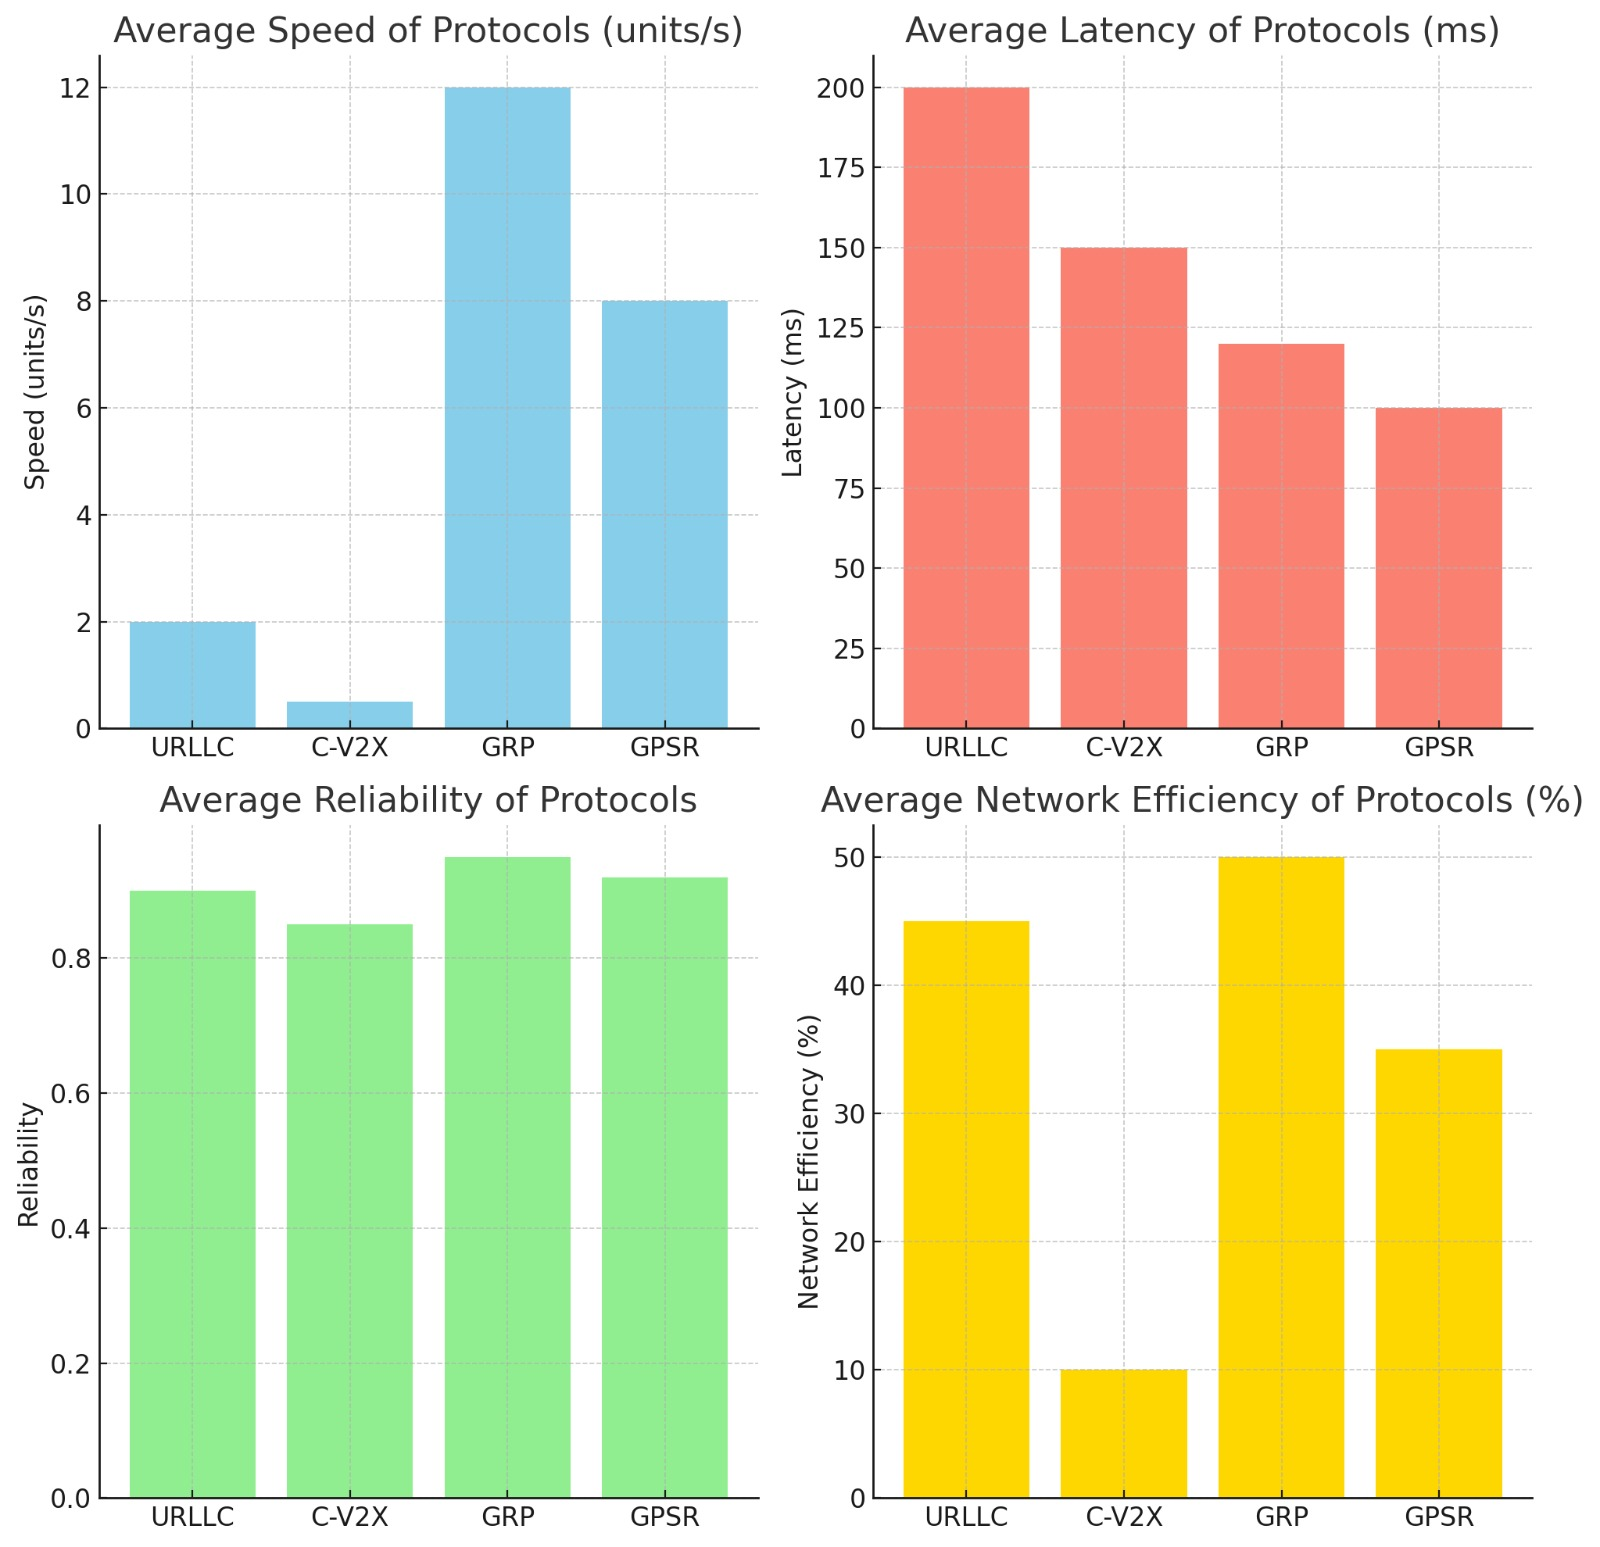 Average Speed of Protocols (units/s)
Speed (units/s)
12
10
8
6
4
2
0
URLLC C-V2X GRP GPSR
Average Latency of Protocols (ms)
Latency (ms)
200
175
150
125
100
75
50
25
0
URLLC C-V2X GRP GPSR
Average Reliability of Protocols
Reliability
0.8
0.6
0.4
0.2
0.0
URLLC C-V2X GRP GPSR
Average Network Efficiency of Protocols (%)
Network Efficiency (%)
50
40
30
20
10
0
URLLC C-V2X GRP GPSR